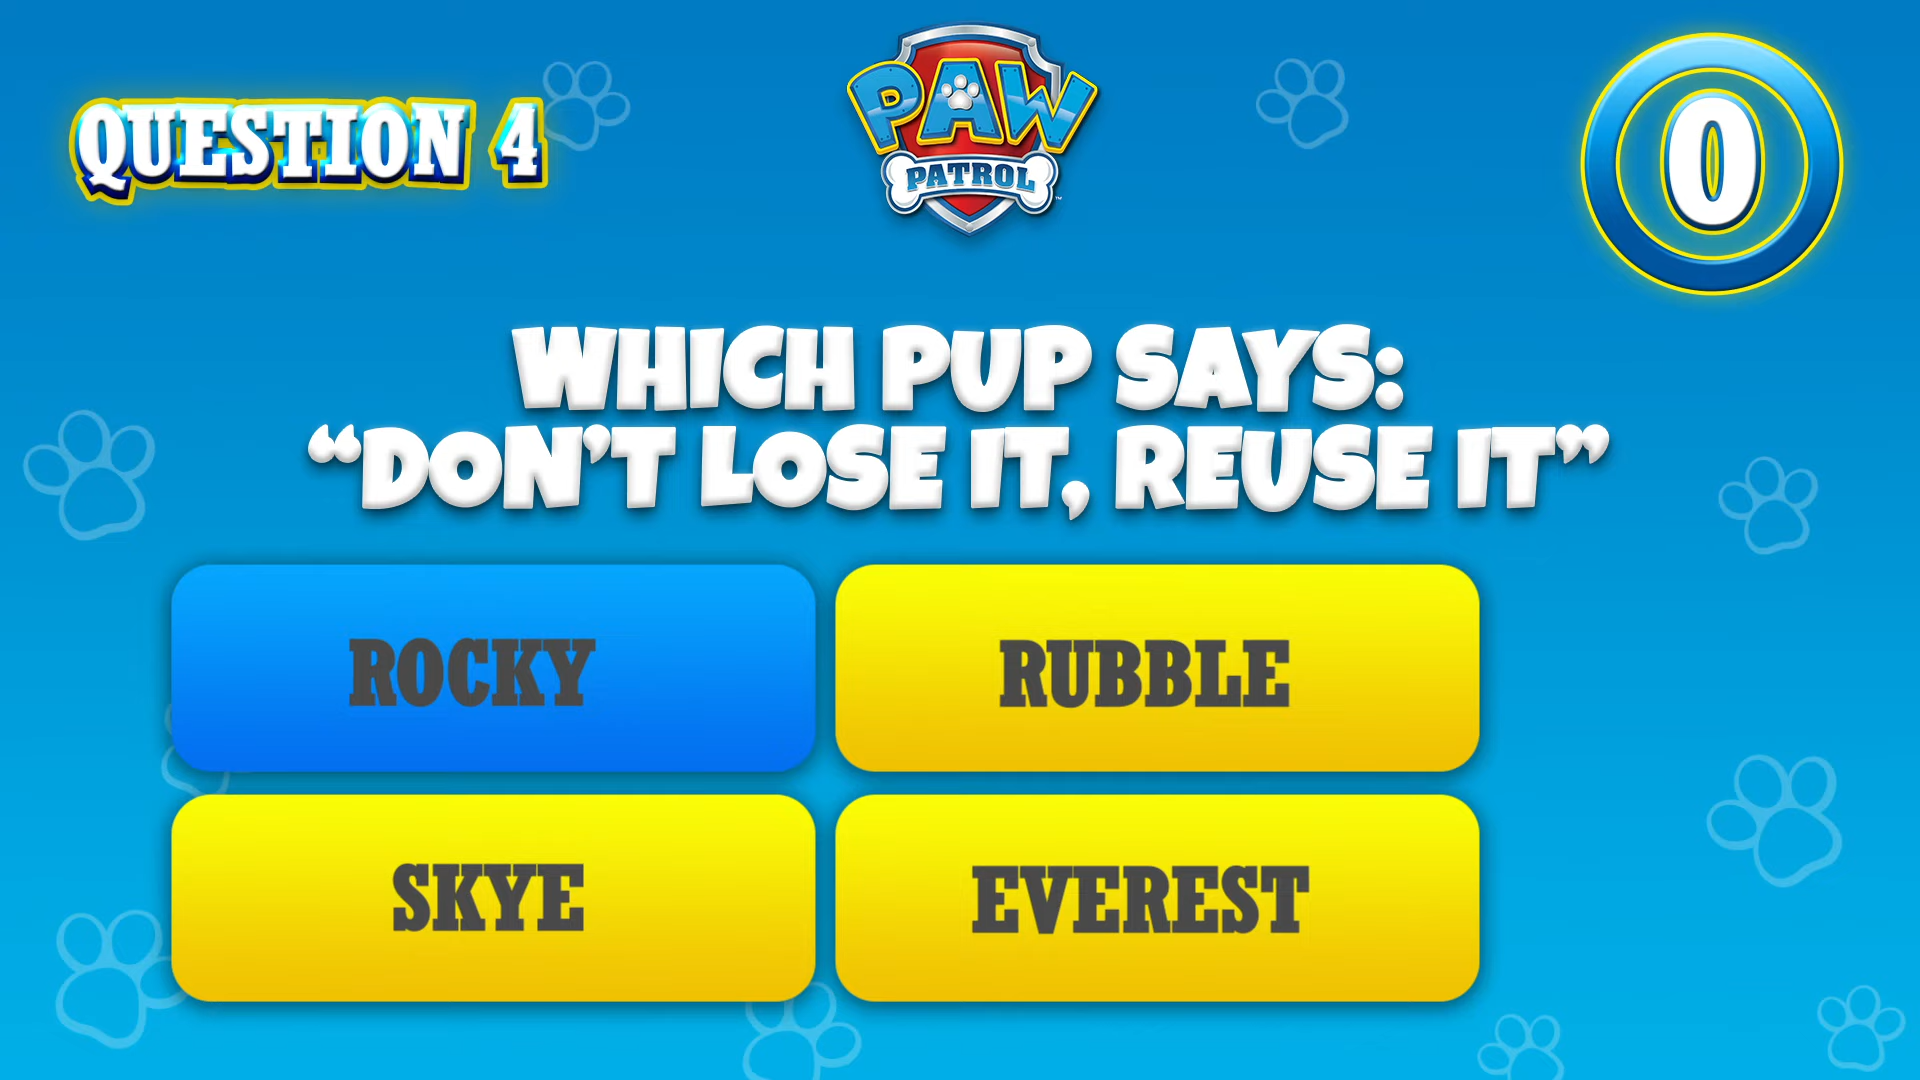 QUESTION 4
PAW
PATROL
0
WHICH PUP SAYS:
“DON’T LOSE IT, REUSE IT”
ROCKY
RUBBLE
SKYE
EVEREST